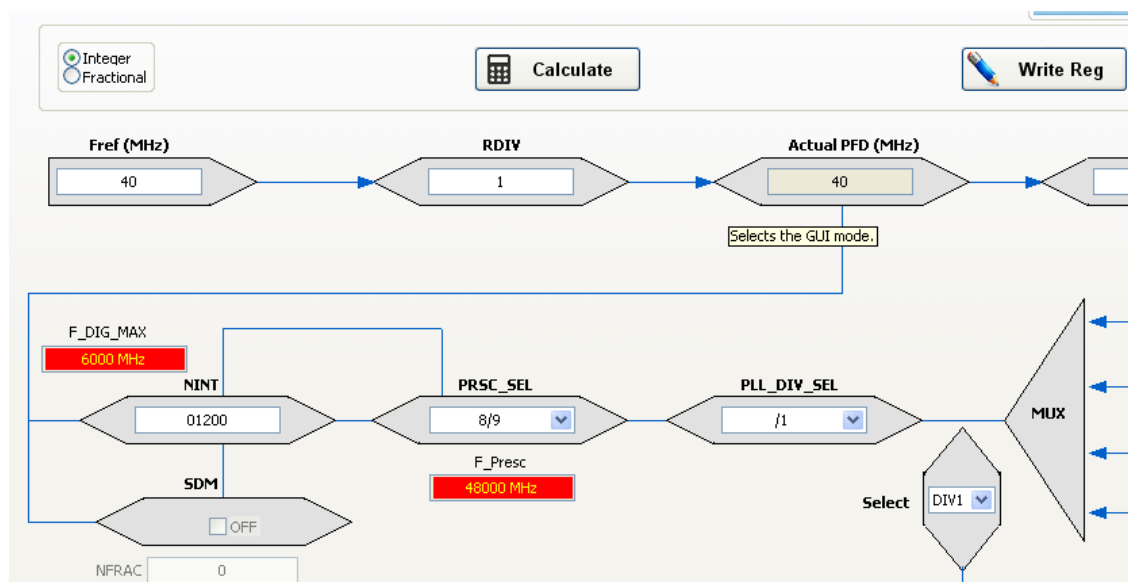 Integer
Fractional
Calculate
Write Reg
Fref (MHz)
RDIV
Actual PFD (MHz)
40
1
40
Selects the GUI mode.
F_DIG_MAX
6000 MHz
NINT
PRSC_SEL
PLL_DIV_SEL
01200
8/9
/1
MUX
F_Presc
48000 MHz
SDM
Select
DIV1
OFF
NFRAC
0